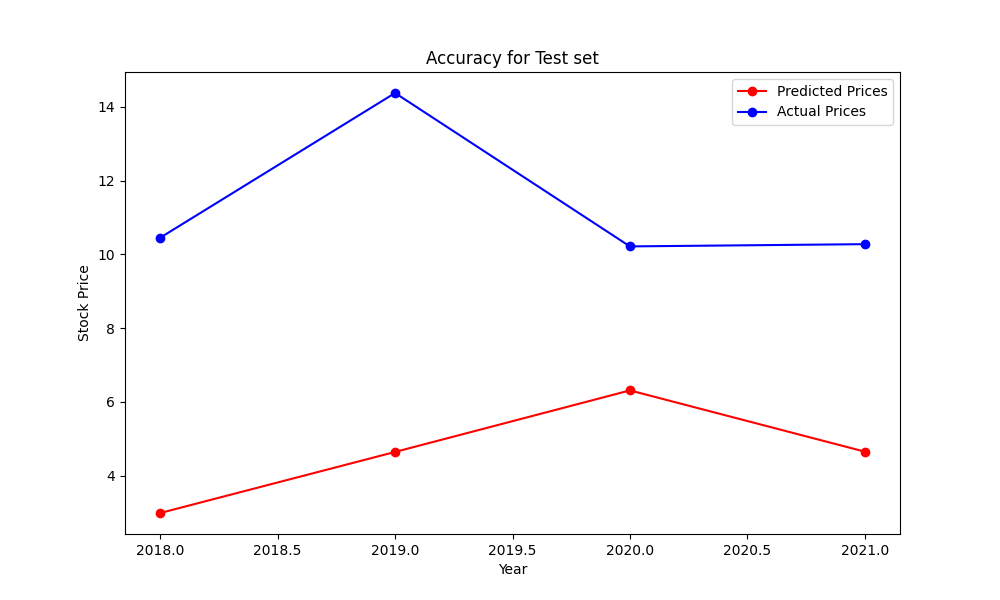 Accuracy for Test set
Predicted Prices
Actual Prices
14
12
10
8
6
4
Stock Price
2018.0 2018.5 2019.0 2019.5 2020.0 2020.5 2021.0
Year